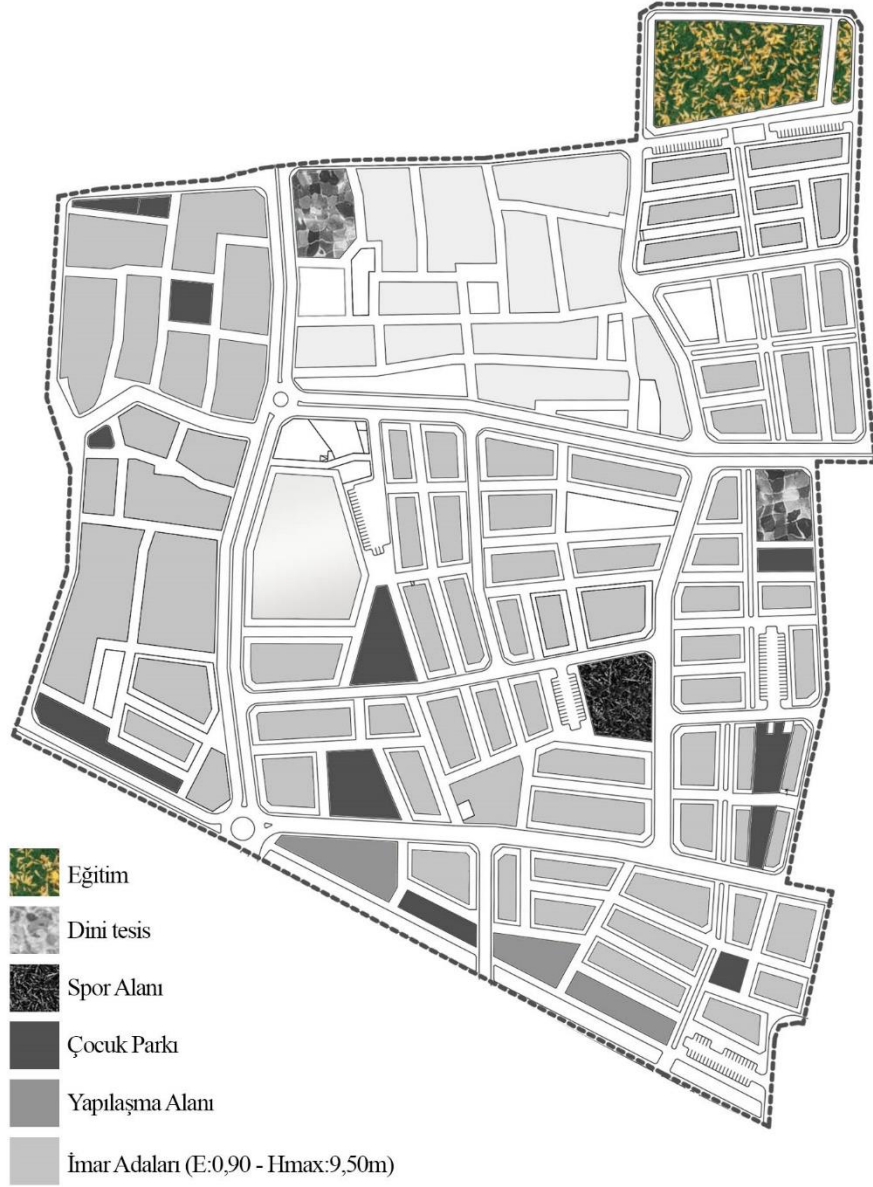 Eğitim
Dini tesis
Spor Alanı
Çocuk Parkı
Yapılaşma Alanı
İmar Adaları (E:0,90 - Hmax:9,50m)